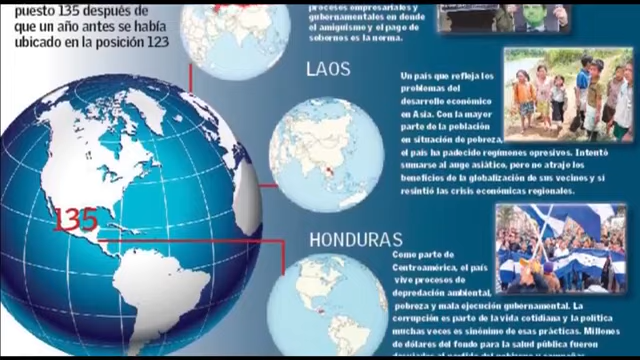 puesto 135 después de
que un año antes se había
ubicado en la posición 123
procesos empresariales y
gubernamentales en donde
el amiguismo y el pago de
sobornos es la norma.
LAOS
Un país que refleja los
problemas del
desarrolle económico
en Asia. Con la mayor
parte de la población
en situación de pobreza,
el país ha padecido regímones opresivos. Intentó
sumarse al auge asiático, pero no atrajo los
beneficios de la globalización de sus vecinos y sí
resintió las crisis económicas regionales.
135
HONDURAS
Come parte de
Centroamérica, el país
vive procesos de
depredación ambiental,
pobreza y mala ejecución gubernamental. La
corrupción es parte de la vida cotidiana y la política
muchas veces es sinónimo de esas prácticas. Millones
de dólares del fondo para la salud pública fueron